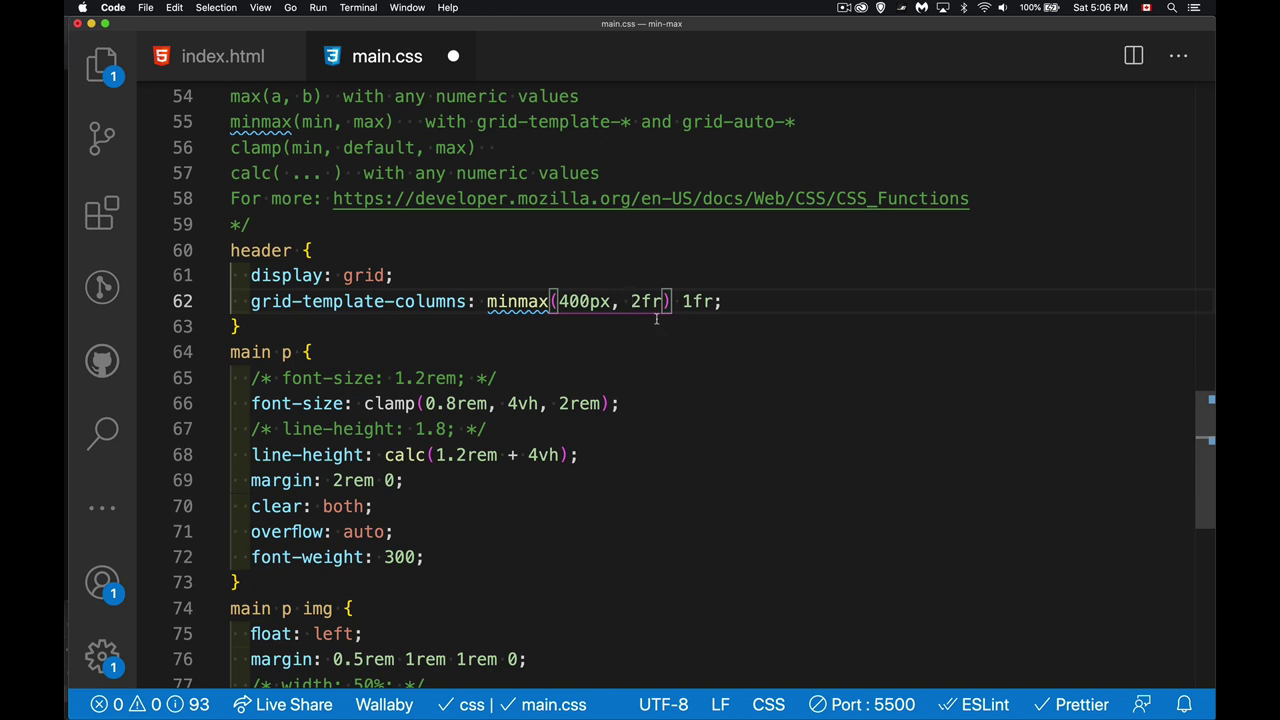 Code File Edit Selection View Go Run Terminal Window Help 100% Sat 5:06 PM
main.css — min-max
index.html main.css
54 max(a, b) with any numeric values
55 minmax(min, max) with grid-template-* and grid-auto-*
56 clamp(min, default, max)
57 calc( ... ) with any numeric values
58 For more: https://developer.mozilla.org/en-US/docs/Web/CSS/CSS_Functions
59 */
60 header {
61 display: grid;
62 grid-template-columns: minmax(400px, 2fr) 1fr;
63 }
64 main p {
65 /* font-size: 1.2rem; */
66 font-size: clamp(0.8rem, 4vh, 2rem);
67 /* line-height: 1.8; */
68 line-height: calc(1.2rem + 4vh);
69 margin: 2rem 0;
70 clear: both;
71 overflow: auto;
72 font-weight: 300;
73 }
74 main p img {
75 float: left;
76 margin: 0.5rem 1rem 1rem 0;
77 /* width: 50%; */
1
1
1
0 0 93 Live Share Wallaby css | main.css UTF-8 LF CSS Port : 5500 ESLint Prettier